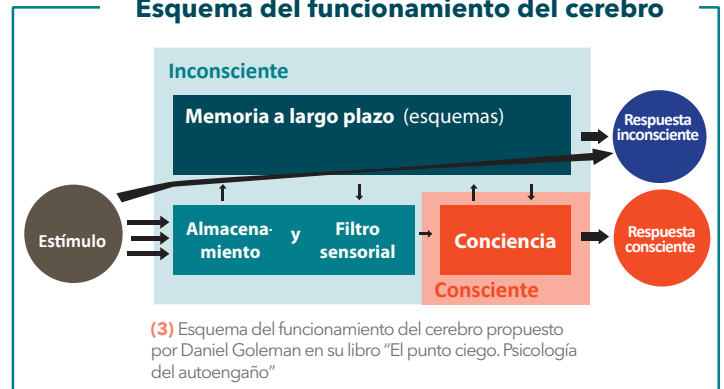 Esquema del funcionamiento del cerebro
Inconsciente
Memoria a largo plazo (esquemas)
Respuesta
inconsciente
Estímulo
Almacena-
miento
y
Filtro
sensorial
Conciencia
Respuesta
consciente
Consciente
(3) Esquema del funcionamiento del cerebro propuesto
por Daniel Goleman en su libro “El punto ciego. Psicología
del autoengaño”